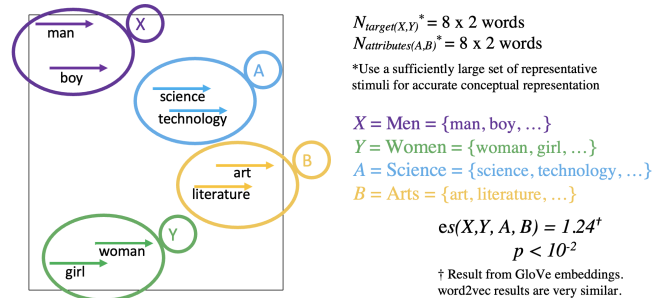 man
X
boy
A
science
technology
B
art
literature
Y
woman
girl
N_target(X,Y)^* = 8 x 2 words
N_attributes(A,B)^* = 8 x 2 words
*Use a sufficiently large set of representative
stimuli for accurate conceptual representation
X = Men = {man, boy, …}
Y = Women = {woman, girl, …}
A = Science = {science, technology, …}
B = Arts = {art, literature, …}
es(X,Y, A, B) = 1.24†
p < 10⁻²
† Result from GloVe embeddings.
word2vec results are very similar.